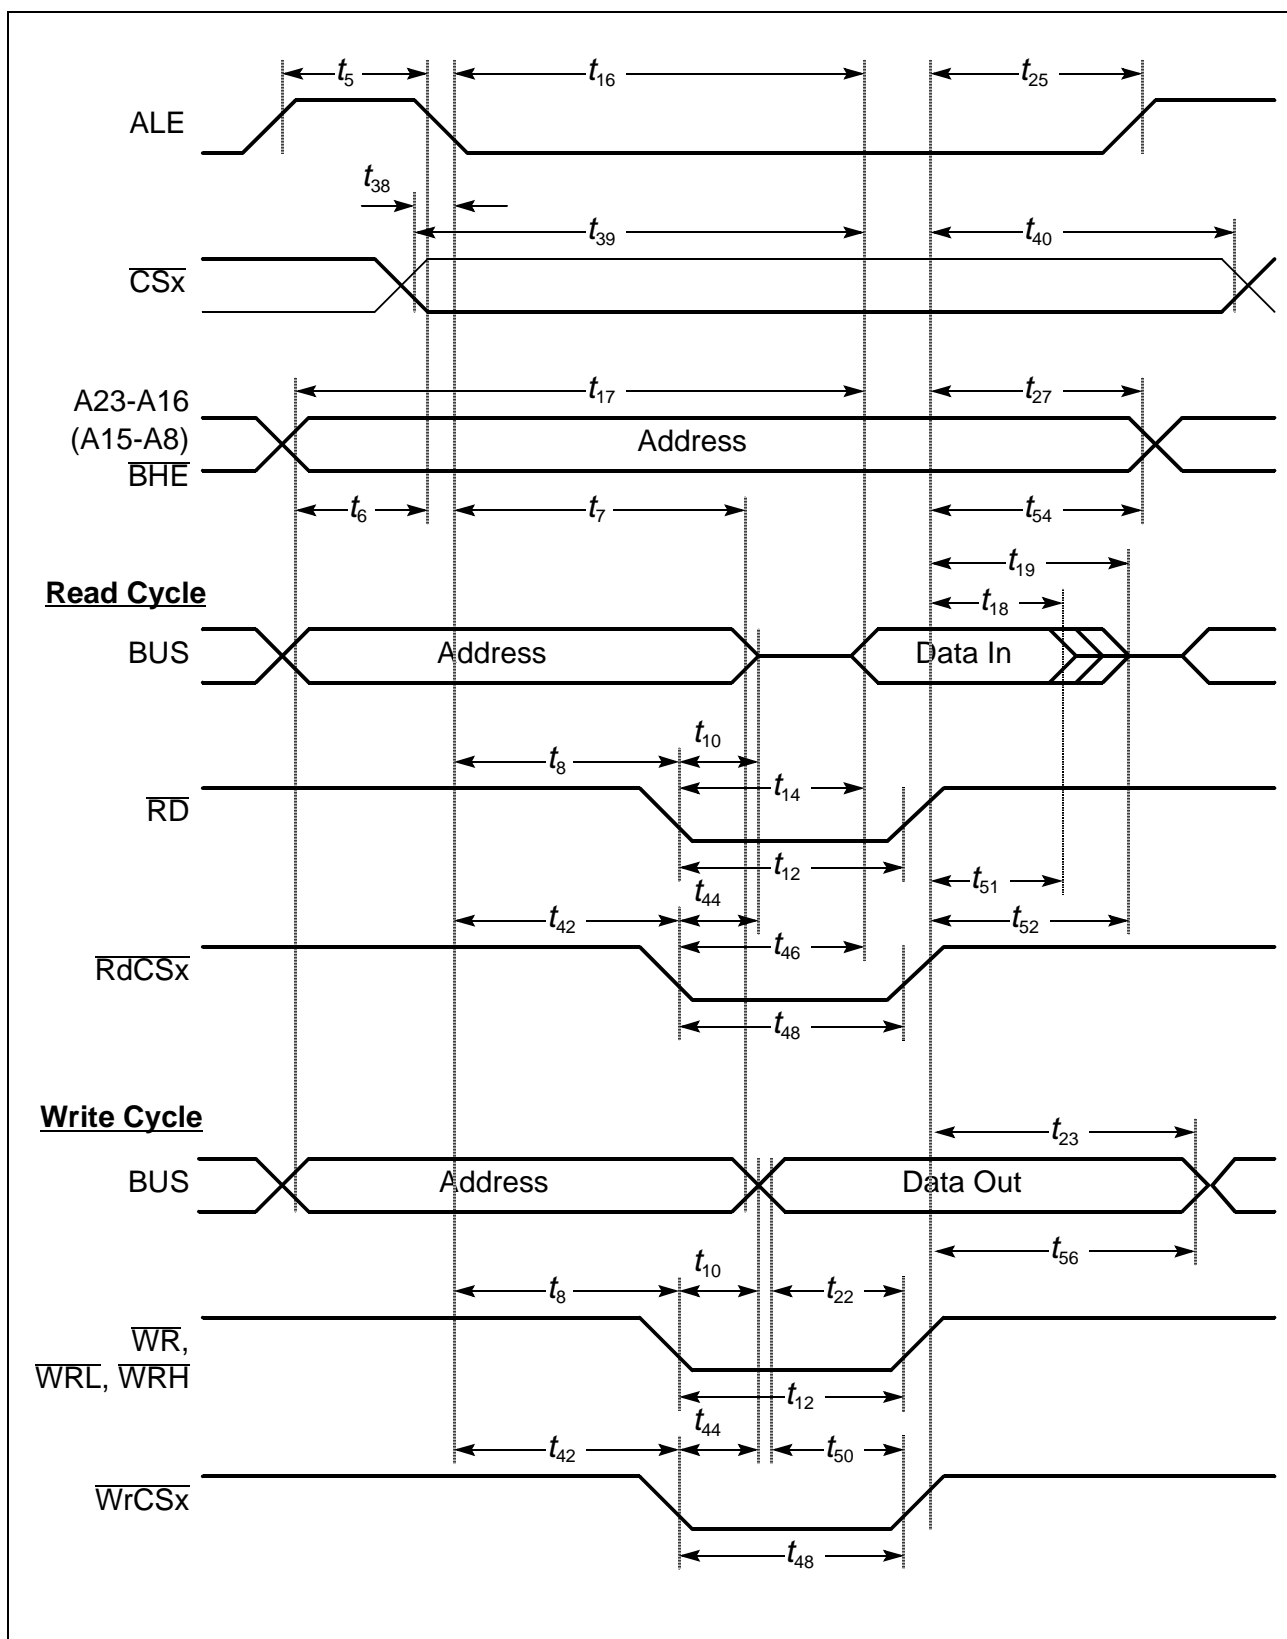 t5 t16 t25
ALE
t38
t39 t40
CSx
t17 t27
A23-A16
(A15-A8) Address
BHE
t6 t7 t54
t19
Read Cycle t18
BUS Address Data In
t10
t8
t14
RD
t12 t51
t44
t42 t52
t46
RdCSx
t48
Write Cycle t23
BUS Address Data Out
t56
t10
t8 t22
WR,
WRL, WRH
t12
t44
t42 t50
WrCSx
t48